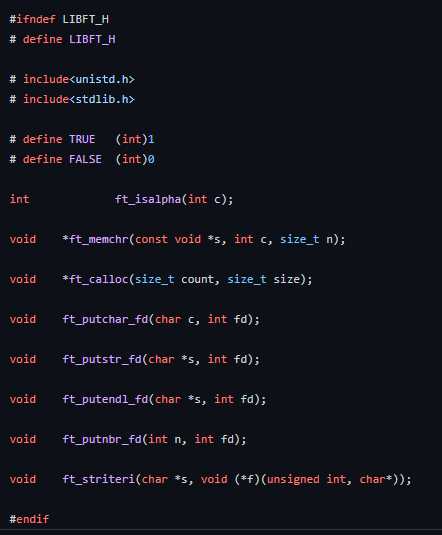 #ifndef LIBFT_H
# define LIBFT_H
# include<unistd.h>
# include<stdlib.h>
# define TRUE   (int)1
# define FALSE  (int)0
int             ft_isalpha(int c);
void    *ft_memchr(const void *s, int c, size_t n);
void    *ft_calloc(size_t count, size_t size);
void    ft_putchar_fd(char c, int fd);
void    ft_putstr_fd(char *s, int fd);
void    ft_putendl_fd(char *s, int fd);
void    ft_putnbr_fd(int n, int fd);
void    ft_striteri(char *s, void (*f)(unsigned int, char*));
#endif